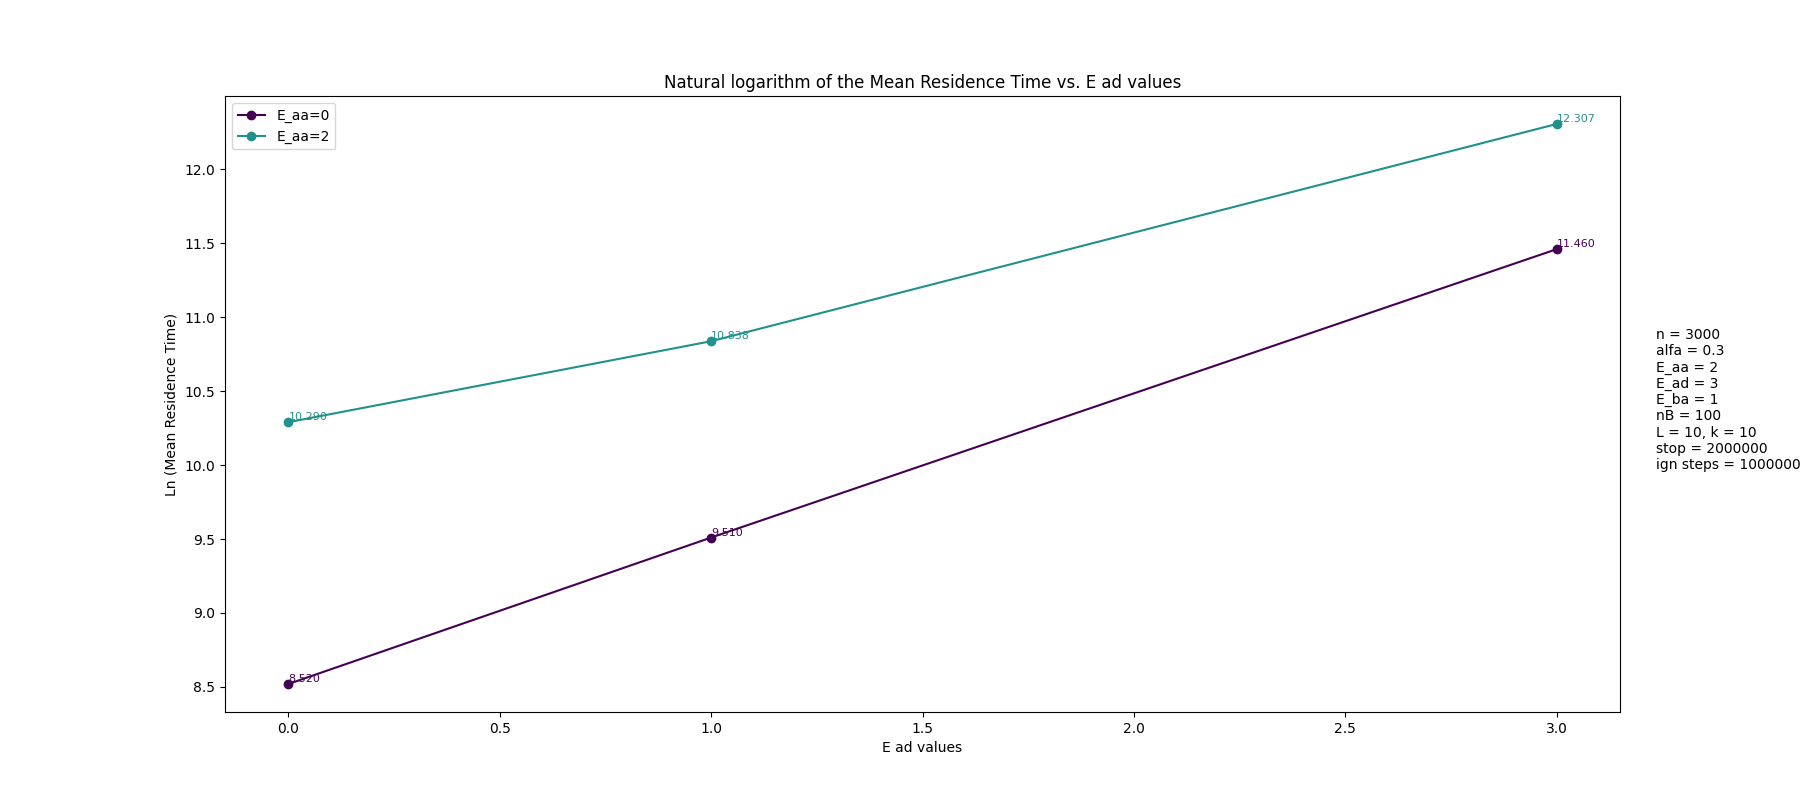 Natural logarithm of the Mean Residence Time vs. E ad values
E_aa=0
E_aa=2
12.307
11.460
10.838
10.290
9.510
8.520
12.0
11.5
11.0
10.5
10.0
9.5
9.0
8.5
Ln (Mean Residence Time)
0.0 0.5 1.0 1.5 2.0 2.5 3.0
E ad values
n = 3000
alfa = 0.3
E_aa = 2
E_ad = 3
E_ba = 1
nB = 100
L = 10, k = 10
stop = 2000000
ign steps = 1000000